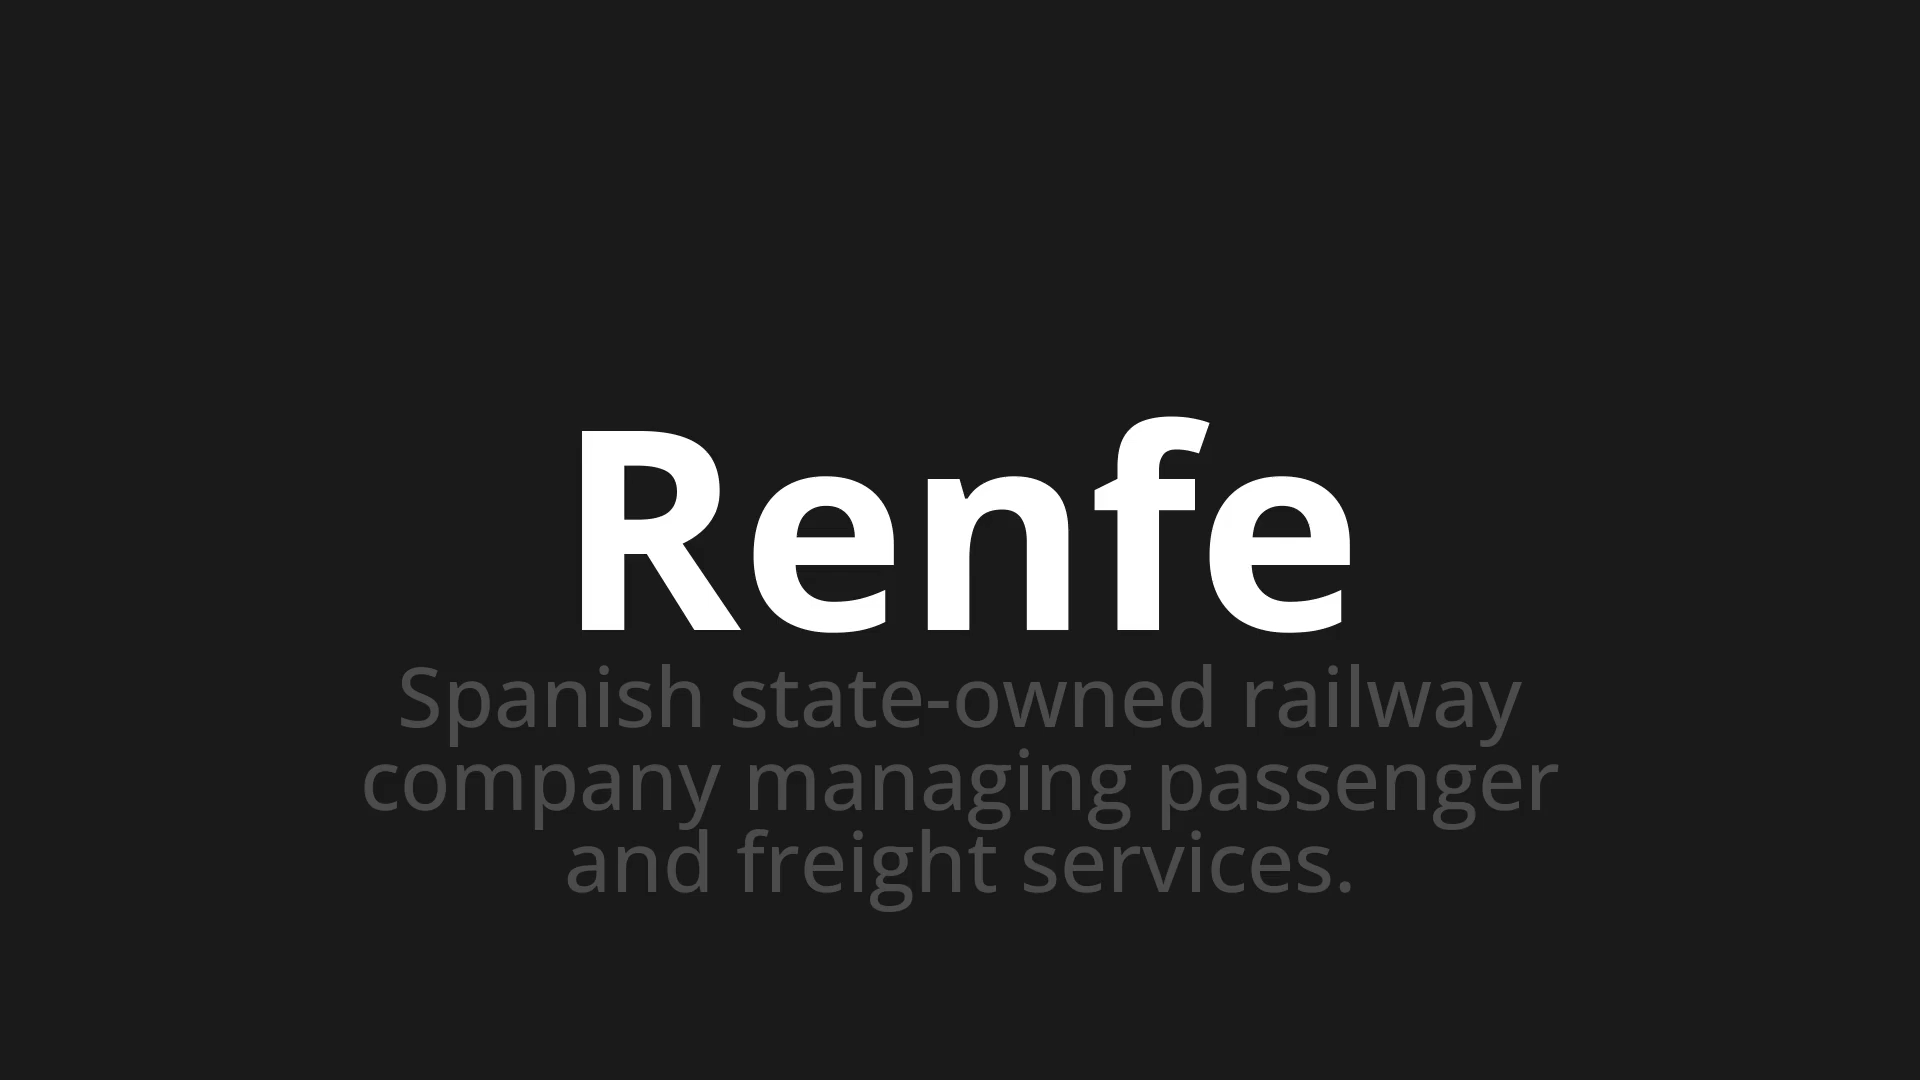 Renfe
Spanish state-owned railway
company managing passenger
and freight services.